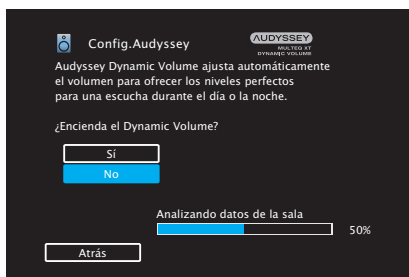 Config.Audyssey
AUDYSSEY
MULTEQ XT
DYNAMIC VOLUME
Audyssey Dynamic Volume ajusta automáticamente
el volumen para ofrecer los niveles perfectos
para una escucha durante el día o la noche.
¿Encienda el Dynamic Volume?
Sí
No
Analizando datos de la sala
50%
Atrás